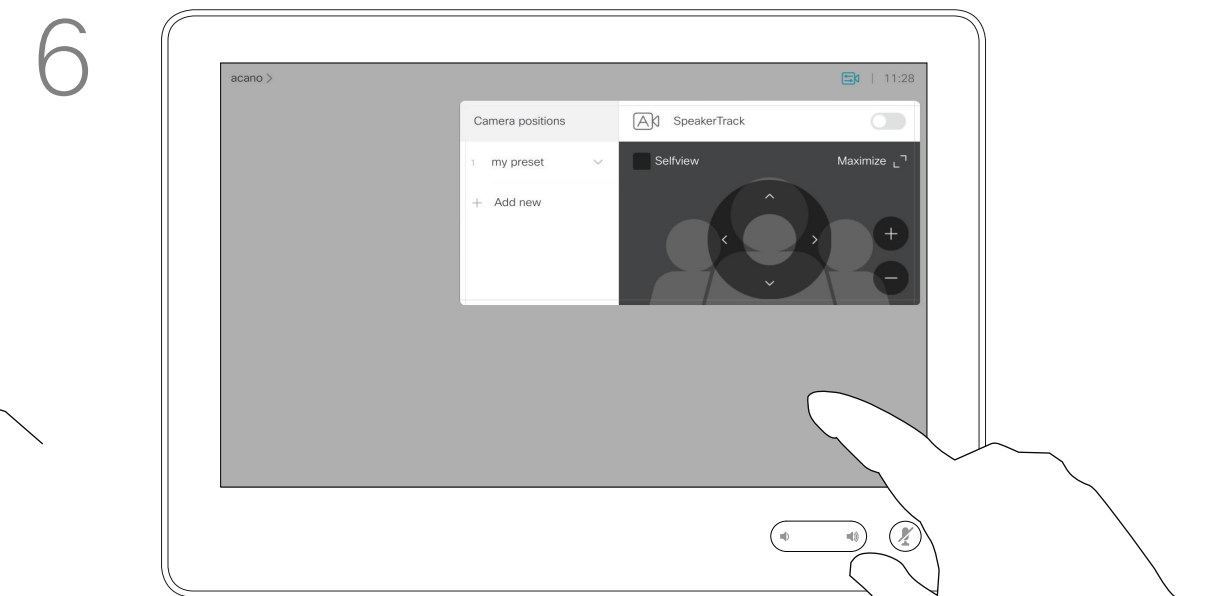 6
acano >
11:28
Camera positions
SpeakerTrack
1 my preset
Selfview
Maximize
+ Add new